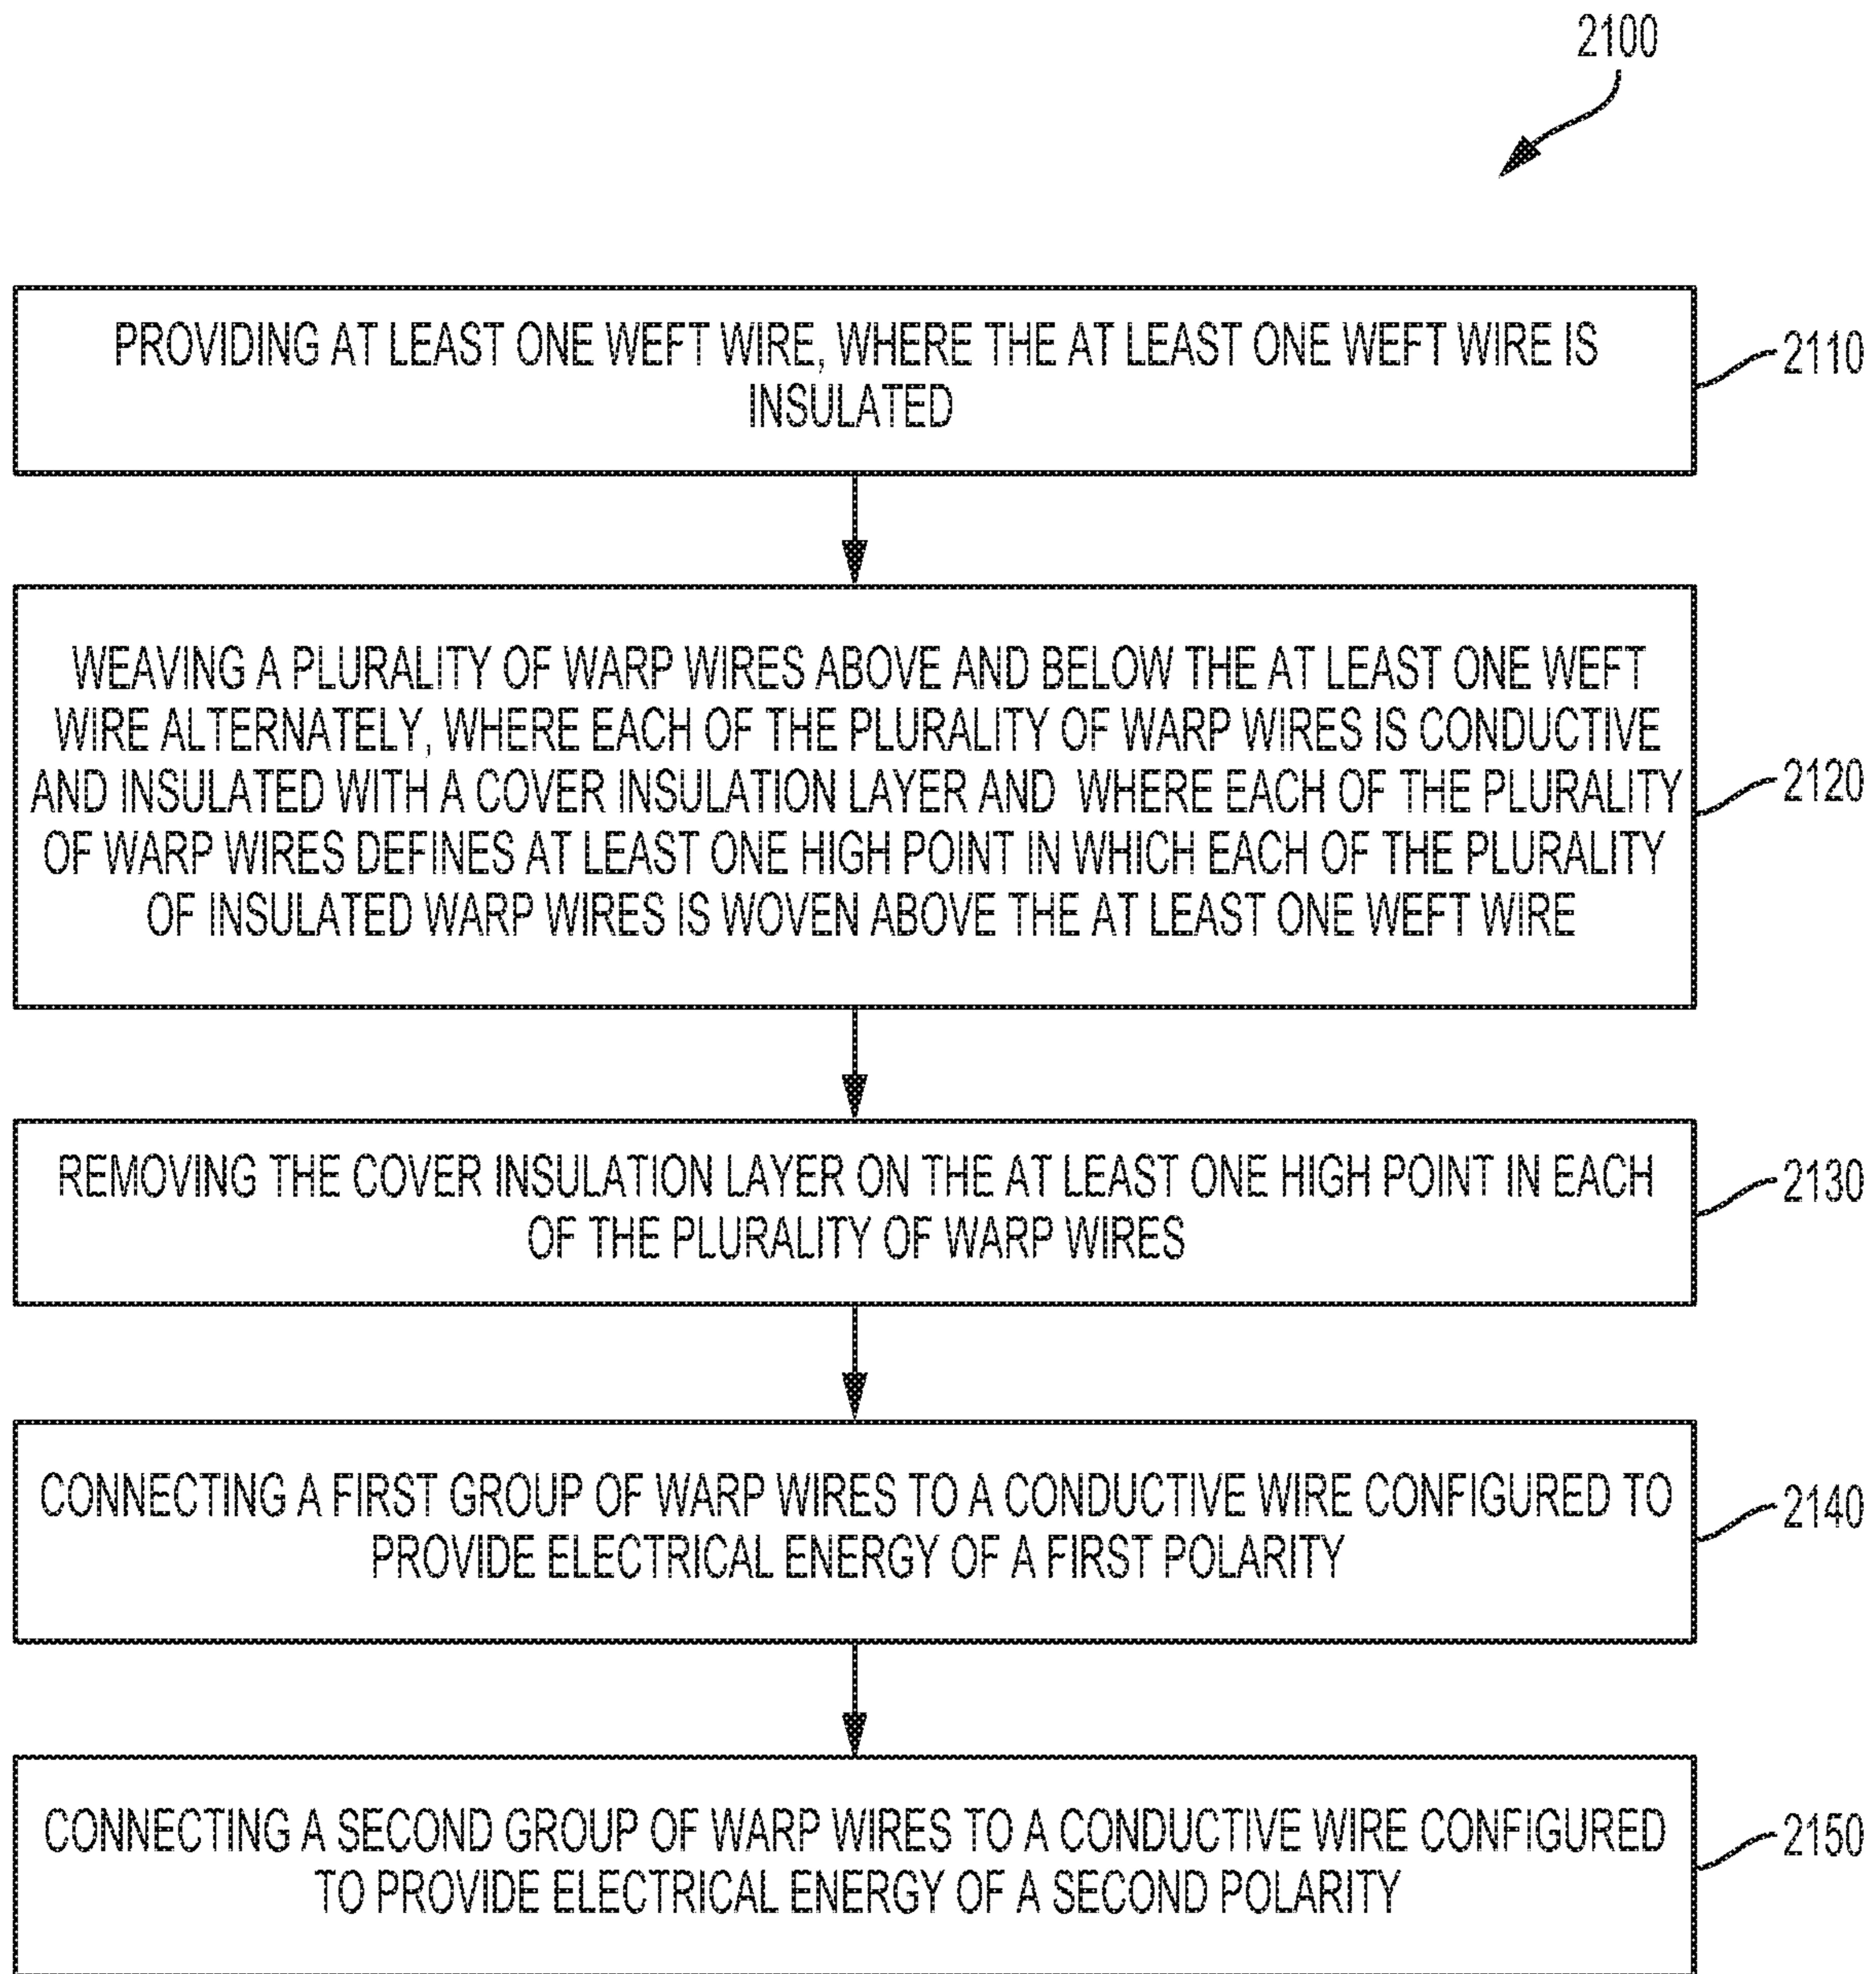 2100
PROVIDING AT LEAST ONE WEFT WIRE, WHERE THE AT LEAST ONE WEFT WIRE IS
INSULATED
2110
WEAVING A PLURALITY OF WARP WIRES ABOVE AND BELOW THE AT LEAST ONE WEFT
WIRE ALTERNATELY, WHERE EACH OF THE PLURALITY OF WARP WIRES IS CONDUCTIVE
AND INSULATED WITH A COVER INSULATION LAYER AND WHERE EACH OF THE PLURALITY
OF WARP WIRES DEFINES AT LEAST ONE HIGH POINT IN WHICH EACH OF THE PLURALITY
OF INSULATED WARP WIRES IS WOVEN ABOVE THE AT LEAST ONE WEFT WIRE
2120
REMOVING THE COVER INSULATION LAYER ON THE AT LEAST ONE HIGH POINT IN EACH
OF THE PLURALITY OF WARP WIRES
2130
CONNECTING A FIRST GROUP OF WARP WIRES TO A CONDUCTIVE WIRE CONFIGURED TO
PROVIDE ELECTRICAL ENERGY OF A FIRST POLARITY
2140
CONNECTING A SECOND GROUP OF WARP WIRES TO A CONDUCTIVE WIRE CONFIGURED
TO PROVIDE ELECTRICAL ENERGY OF A SECOND POLARITY
2150